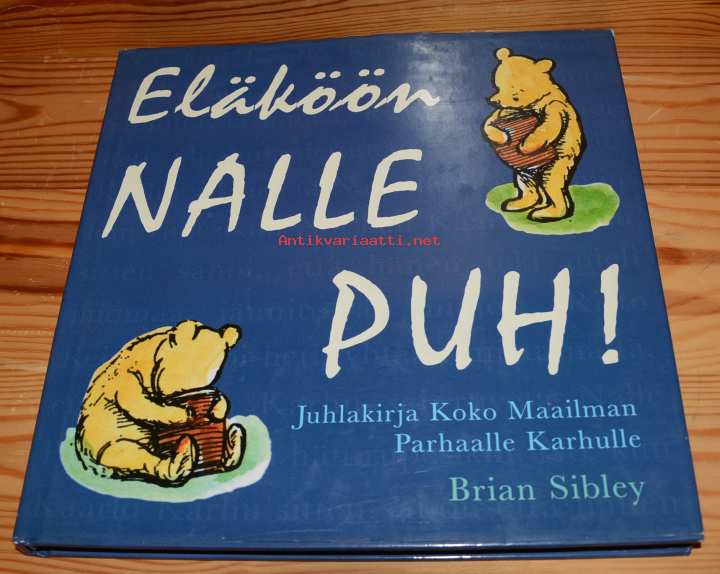 Eläköön
NALLE
Antikvariaatti.net
PUH!
Juhlakirja Koko Maailman
Parhaalle Karhulle
Brian Sibley